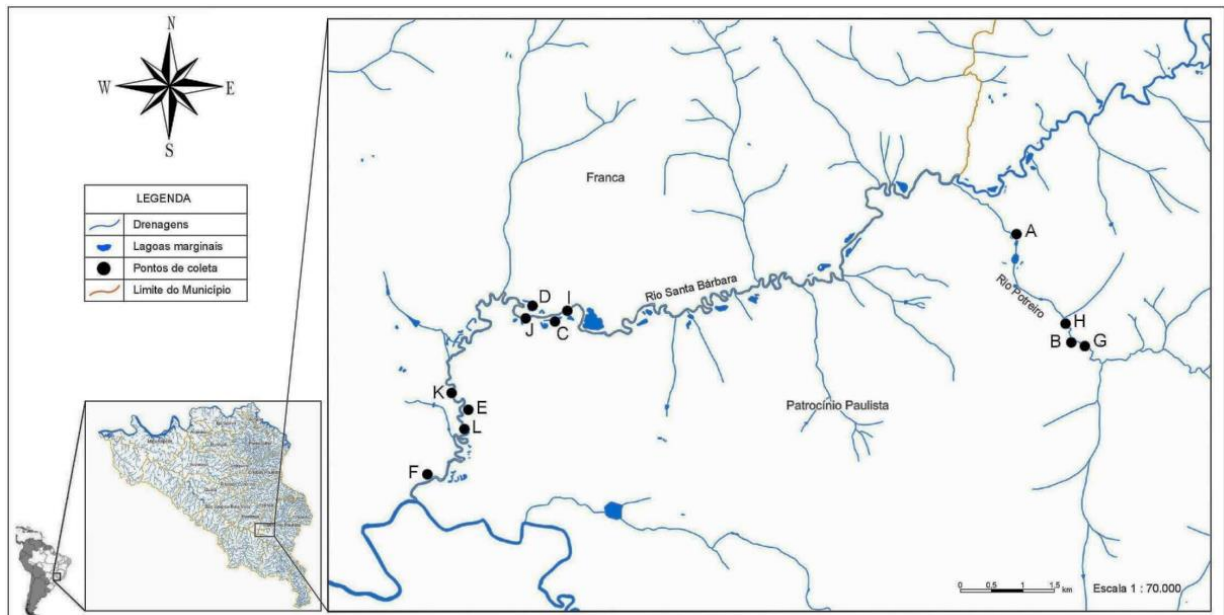 N
W E
S
LEGENDA
Drenagens
Lagoas marginais
Pontos de coleta
Limite do Município
Franca
A
Rio Santa Bárbara
Rio Potreiro
D I
J C
H
B G
K
E
L
Patrocínio Paulista
F
0 0,5 1 1,5 km
Escala 1 : 70.000